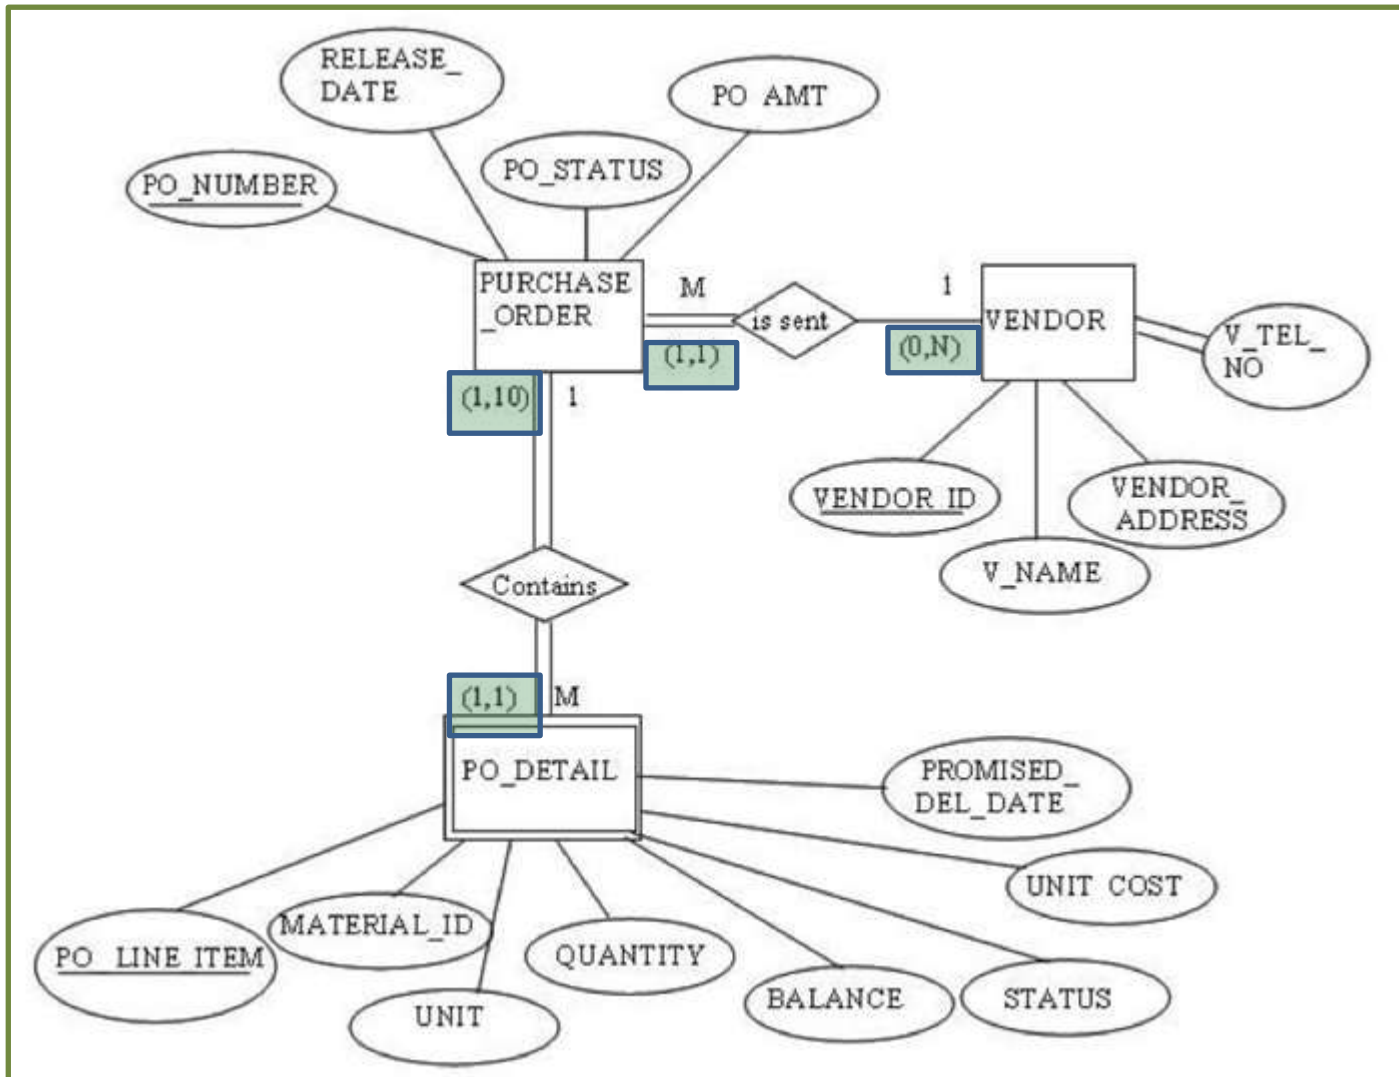 RELEASE_
DATE
PO AMT
PO_STATUS
PO_NUMBER
PURCHASE
_ORDER
M
is sent
1
VENDOR
V_TEL_
NO
(1,1)
(0,N)
(1,10)
1
VENDOR ID
VENDOR_
ADDRESS
V_NAME
Contains
(1,1)
M
PO_DETAIL
PROMISED_
DEL_DATE
UNIT COST
MATERIAL_ID
PO LINE ITEM
QUANTITY
BALANCE
STATUS
UNIT